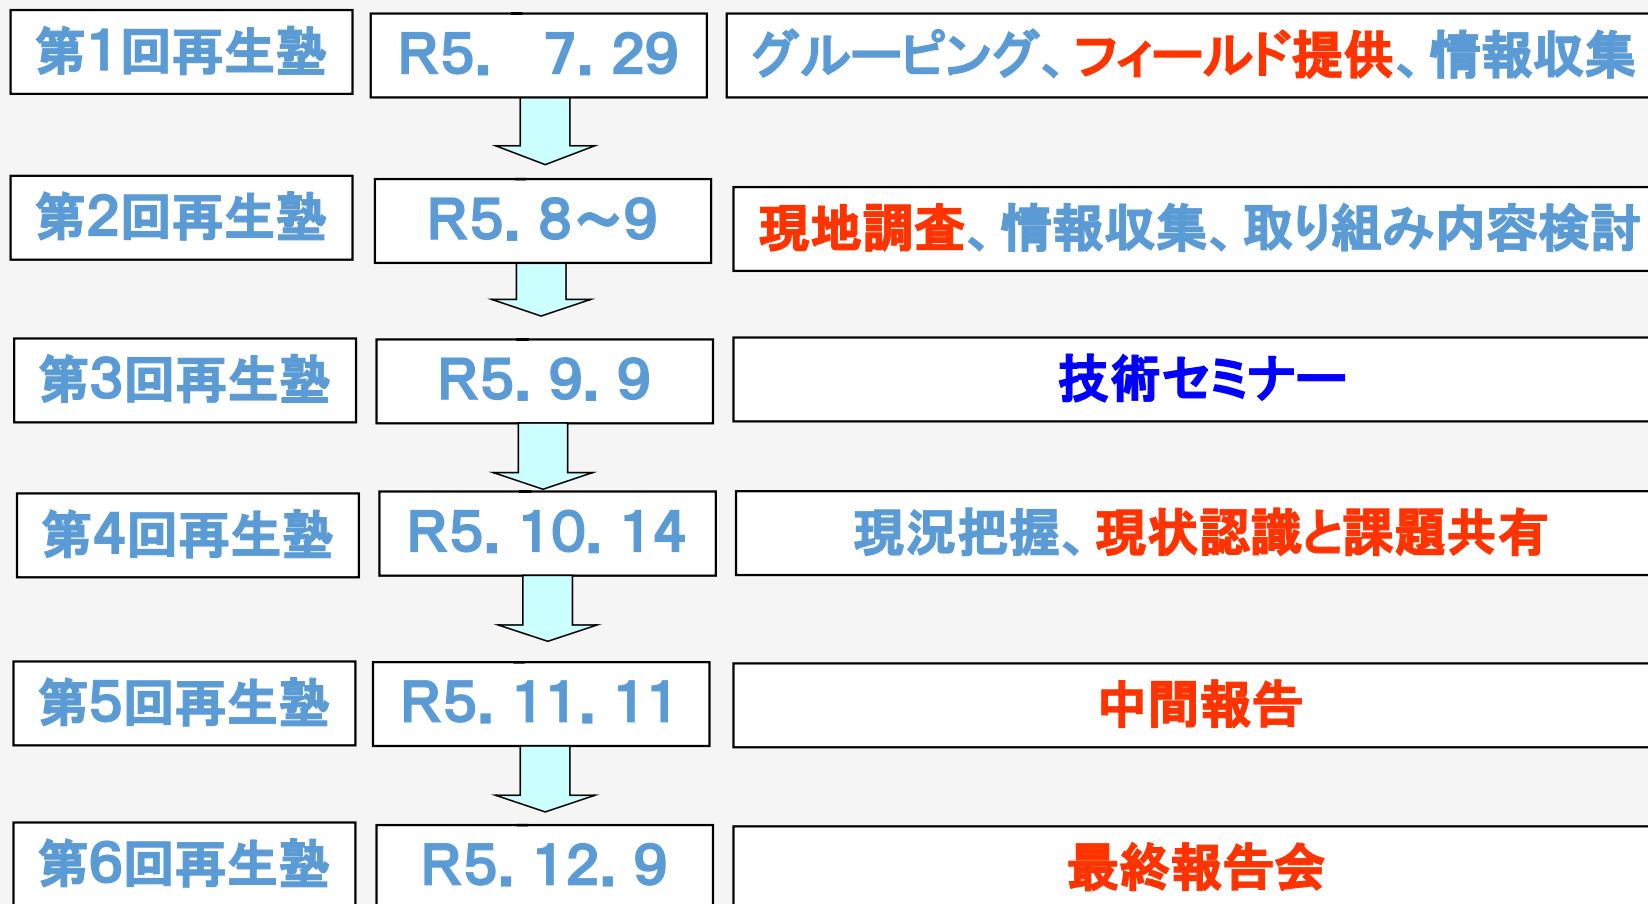 第1回再生塾 R5. 7. 29 グルーピング、フィールド提供、情報収集
第2回再生塾 R5. 8～9 現地調査、情報収集、取り組み内容検討
第3回再生塾 R5. 9. 9 技術セミナー
第4回再生塾 R5. 10. 14 現況把握、現状認識と課題共有
第5回再生塾 R5. 11. 11 中間報告
第6回再生塾 R5. 12. 9 最終報告会